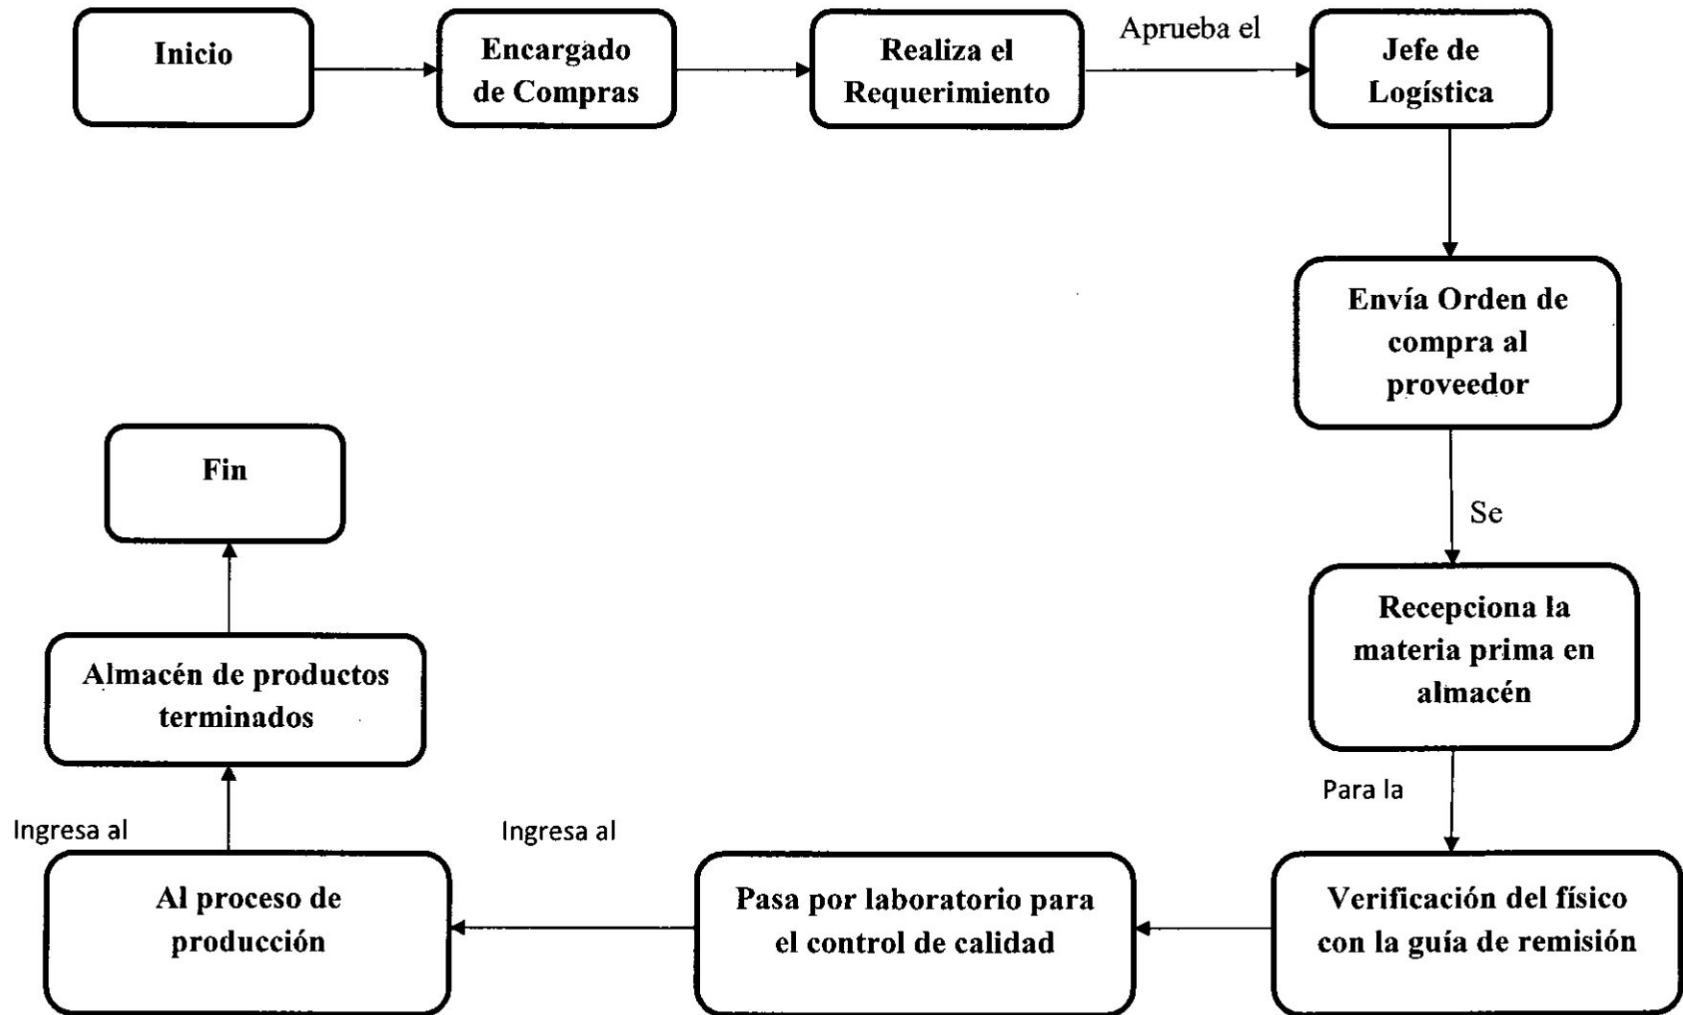 Inicio
Encargado
de Compras
Realiza el
Requerimiento
Aprueba el
Jefe de
Logística
Envía Orden de
compra al
proveedor
Se
Recepciona la
materia prima en
almacén
Para la
Verificación del físico
con la guía de remisión
Pasa por laboratorio para
el control de calidad
Ingresa al
Al proceso de
producción
Ingresa al
Almacén de productos
terminados
Fin